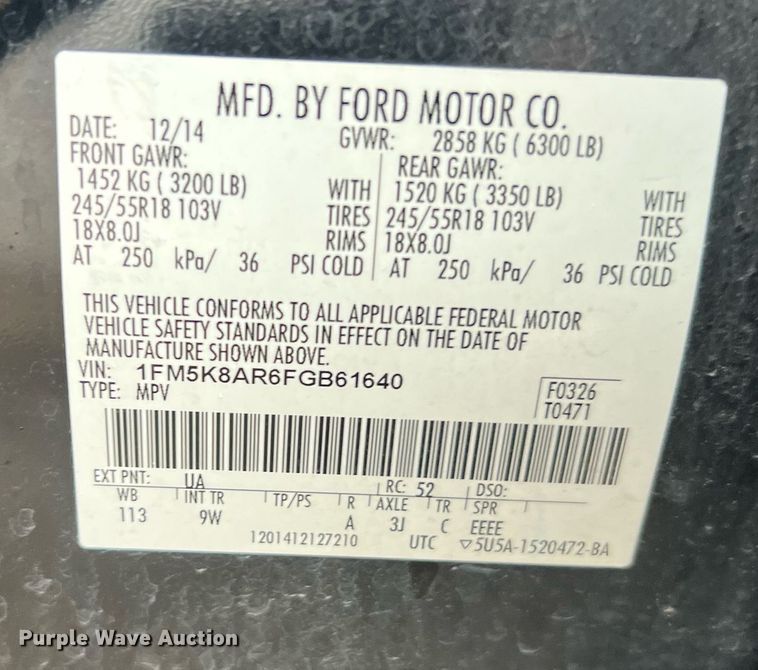 MFD. BY FORD MOTOR CO.
DATE: 12/14 GVWR: 2858 KG ( 6300 LB)
FRONT GAWR: REAR GAWR:
1452 KG ( 3200 LB) WITH 1520 KG ( 3350 LB) WITH
245/55R18 103V TIRES 245/55R18 103V TIRES
18X8.0J RIMS 18X8.0J RIMS
AT 250 kPa/ 36 PSI COLD AT 250 kPa/ 36 PSI COLD
THIS VEHICLE CONFORMS TO ALL APPLICABLE FEDERAL MOTOR
VEHICLE SAFETY STANDARDS IN EFFECT ON THE DATE OF
MANUFACTURE SHOWN ABOVE.
VIN: 1FM5K8AR6FGB61640
TYPE: MPV
F0326
T0471
EXT PNT: UA RC: 52 DSO:
WB INT TR TP/PS R AXLE TR SPR
113 9W A 3J C EEEE
1201412127210 UTC ▽5U5A-1520472-BA
Purple Wave Auction